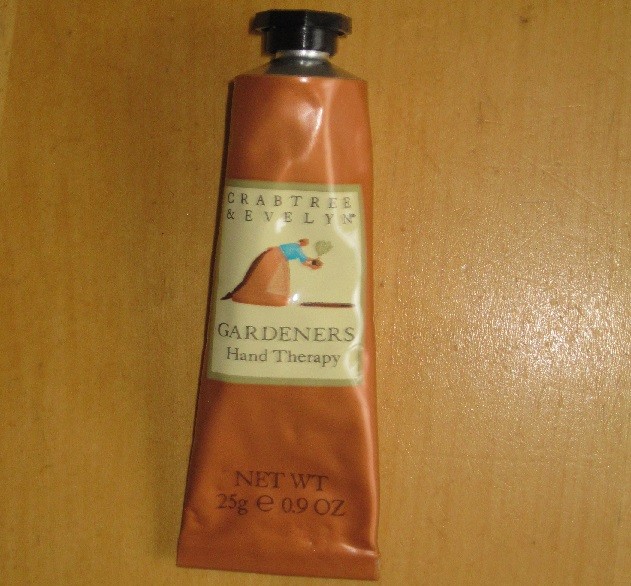 CRABTREE
& EVELYN®
GARDENERS
Hand Therapy
NET WT
25g ℮ 0.9 OZ